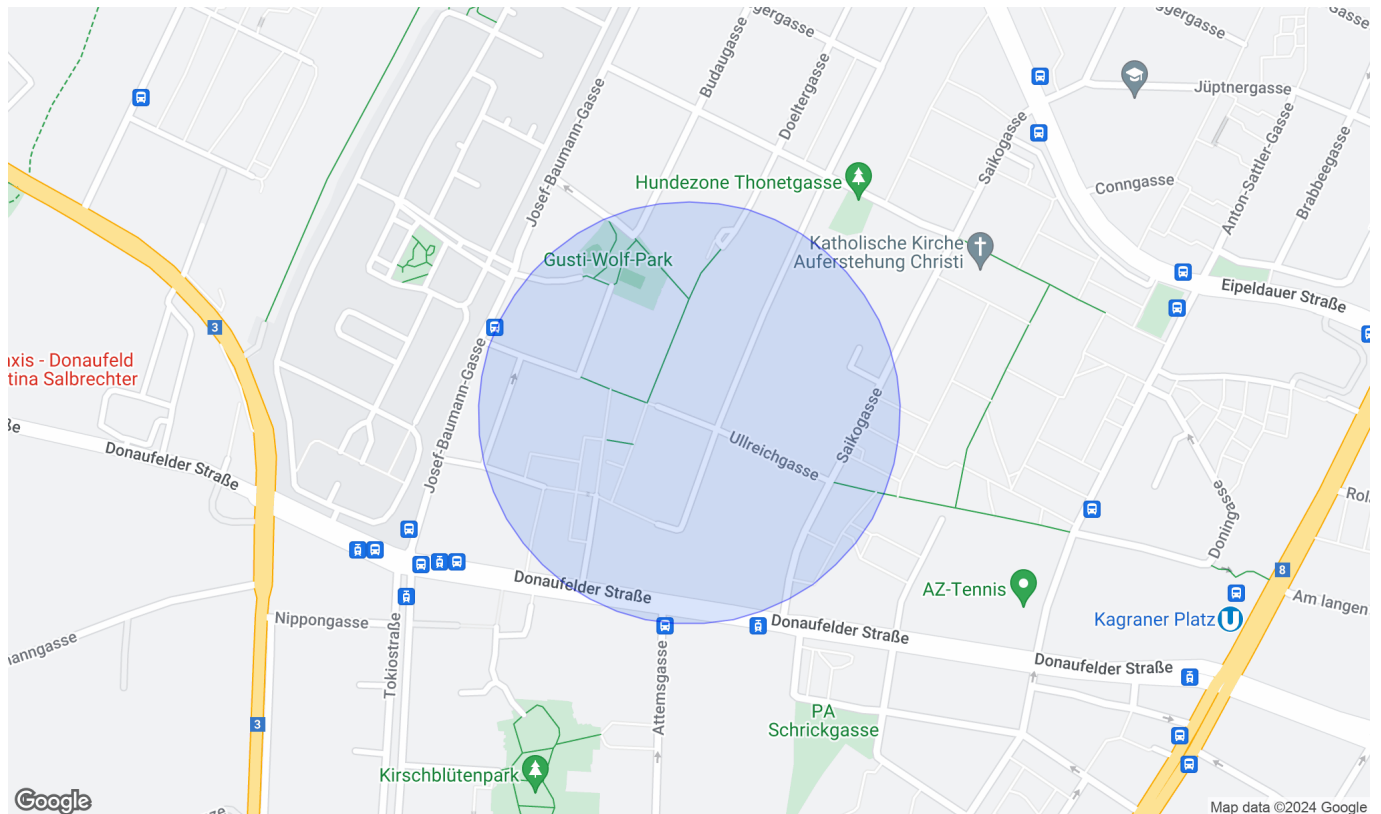 ggergasse
Gasse
Jüptnergasse
Budaugasse
Doeltergasse
Josef-Baumann-Gasse
Saikogasse
Anton-Sattler-Gasse
Brabbeegasse
Conngasse
Hundezone Thonetgasse
Katholische Kirche
Auferstehung Christi
Gusti-Wolf-Park
Eipeldauer Straße
3
axis - Donaufeld
tina Salbrechter
Josef-Baumann-Gasse
Donaufelder Straße
Ullreichgasse
Saikogasse
Doningasse
8
Donaufelder Straße
AZ-Tennis
Am langen
Nippongasse
Kagraner Platz
U
Donaufelder Straße
manngasse
Tokiostraße
Attemsgasse
Donaufelder Straße
3
PA
Schrickgasse
Kirschblütenpark
Google
Map data ©2024 Google